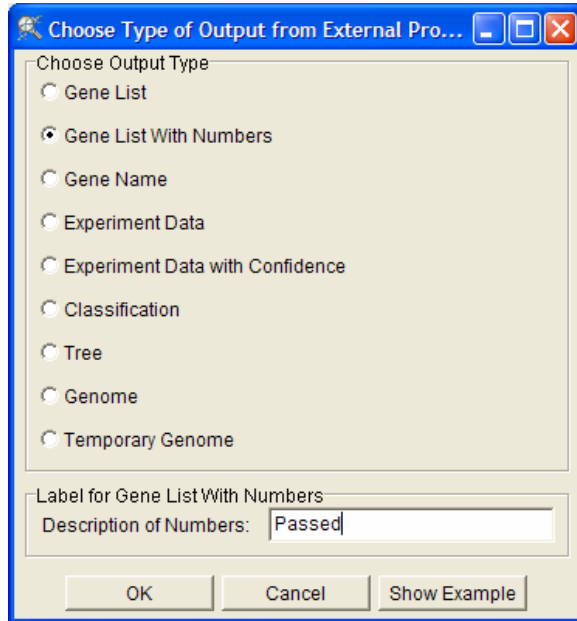 Choose Type of Output from External Pro...
Choose Output Type
Gene List
Gene List With Numbers
Gene Name
Experiment Data
Experiment Data with Confidence
Classification
Tree
Genome
Temporary Genome
Label for Gene List With Numbers
Description of Numbers: Passed
OK Cancel Show Example